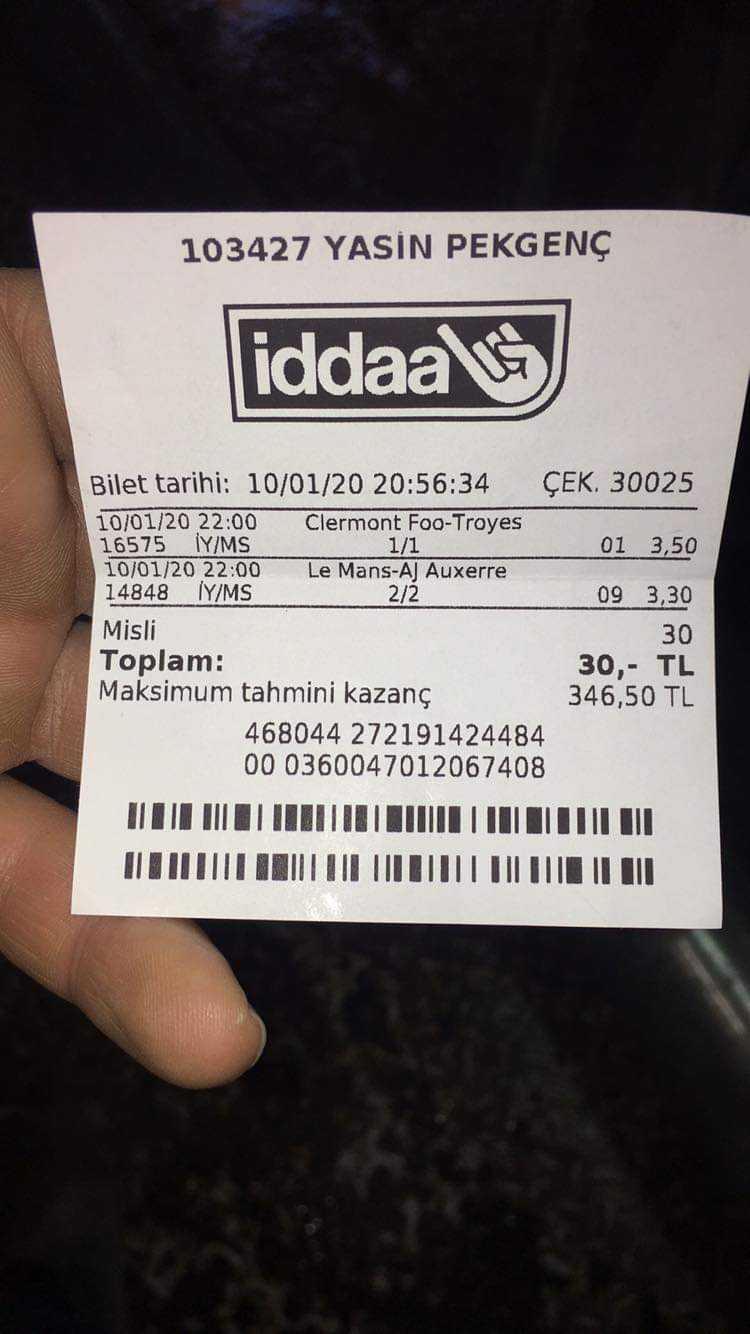 103427 YASİN PEKGENÇ
iddaa
Bilet tarihi: 10/01/20 20:56:34 ÇEK. 30025
10/01/20 22:00 Clermont Foo-Troyes
16575 İY/MS 1/1 01 3,50
10/01/20 22:00 Le Mans-AJ Auxerre
14848 İY/MS 2/2 09 3,30
Misli 30
Toplam: 30,- TL
Maksimum tahmini kazanç 346,50 TL
468044 272191424484
00 0360047012067408